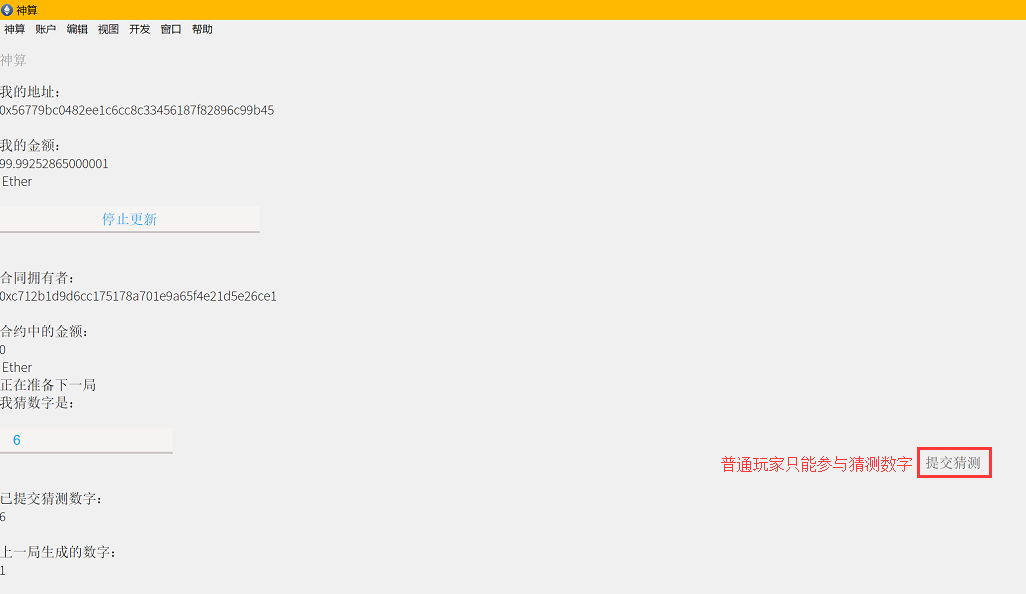 神算
神算 账户 编辑 视图 开发 窗口 帮助
神算
我的地址：
0x56779bc0482ee1c6cc8c33456187f82896c99b45
我的金额：
99.99252865000001
Ether
停止更新
合同拥有者：
0xc712b1d9d6cc175178a701e9a65f4e21d5e26ce1
合约中的金额：
0
Ether
正在准备下一局
我猜数字是：
6
普通玩家只能参与猜测数字 提交猜测
已提交猜测数字：
6
上一局生成的数字：
1